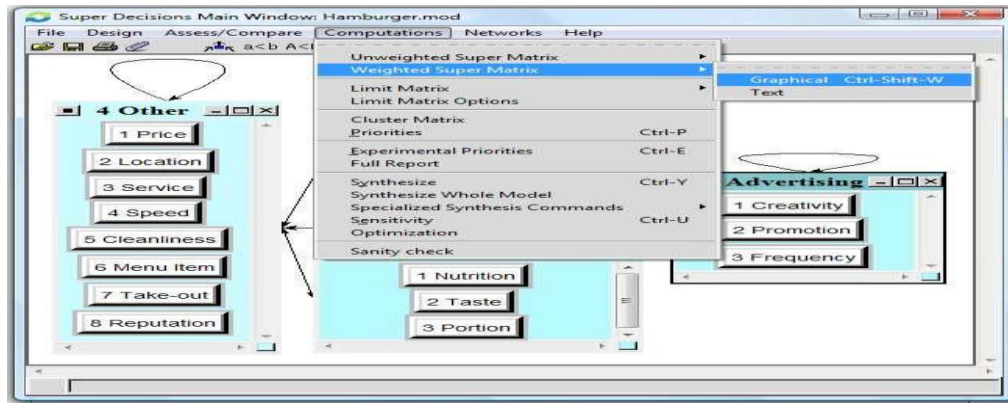 Super Decisions Main Window: Hamburger.mod
File Design Assess/Compare Computations Networks Help
a<b A<
Unweighted Super Matrix
Weighted Super Matrix
Graphical Ctrl-Shift-W
Text
Limit Matrix
Limit Matrix Options
Cluster Matrix
Priorities Ctrl-P
Experimental Priorities Ctrl-E
Full Report
Synthesize Ctrl-Y
Synthesize Whole Model
Specialized Synthesis Commands
Sensitivity Ctrl-U
Optimization
Sanity check
4 Other
1 Price
2 Location
3 Service
4 Speed
5 Cleanliness
6 Menu Item
7 Take-out
8 Reputation
1 Nutrition
2 Taste
3 Portion
Advertising
1 Creativity
2 Promotion
3 Frequency